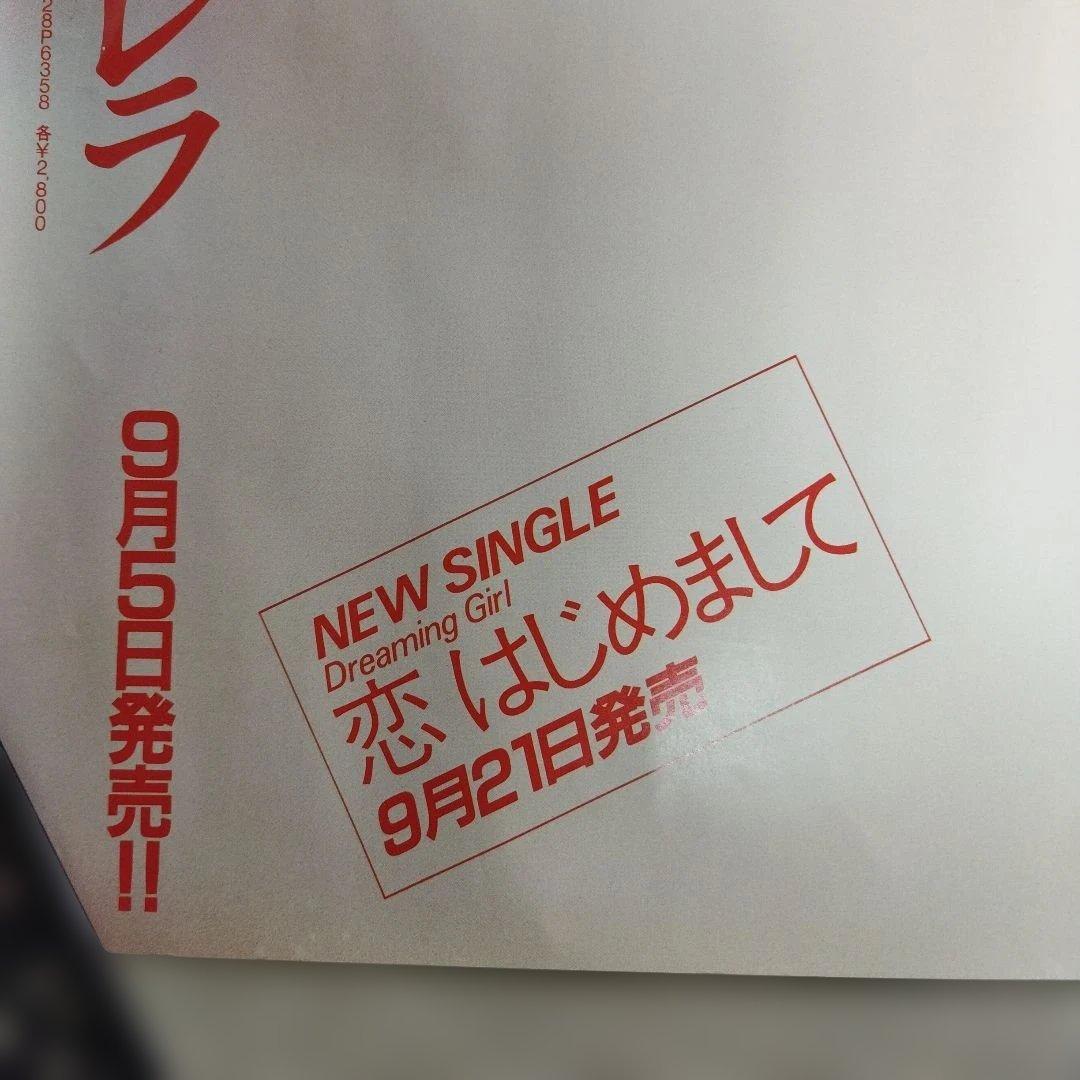 28P6358 各¥2,800
レラ
9月5日発売!!
NEW SINGLE
Dreaming Girl
恋 はじめまして
9月21日発売